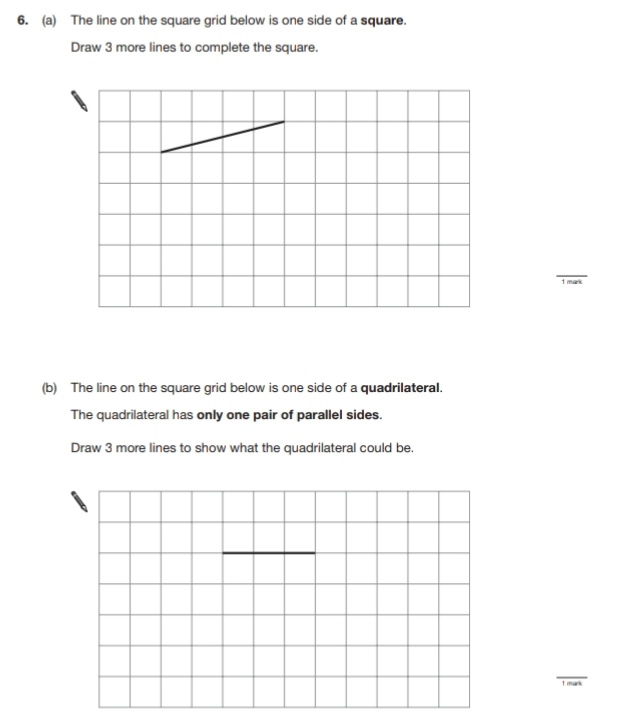 6. (a) The line on the square grid below is one side of a square.
Draw 3 more lines to complete the square.
1 mark
(b) The line on the square grid below is one side of a quadrilateral.
The quadrilateral has only one pair of parallel sides.
Draw 3 more lines to show what the quadrilateral could be.
1 mark